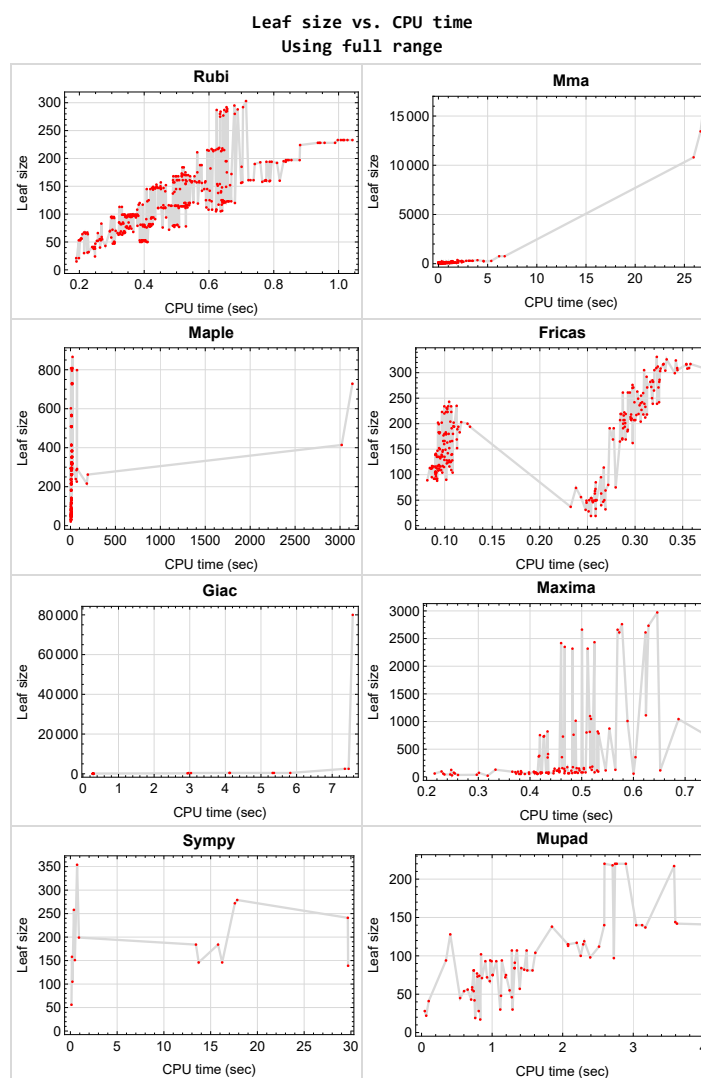 Leaf size vs. CPU time
Using full range
Rubi
Leaf size
300
250
200
150
100
50
0
0.2 0.4 0.6 0.8 1.0
CPU time (sec)
Mma
Leaf size
15000
10000
5000
0
0 5 10 15 20 25
CPU time (sec)
Maple
Leaf size
800
600
400
200
0
0 500 1000 1500 2000 2500 3000
CPU time (sec)
Fricas
Leaf size
300
250
200
150
100
50
0
0.10 0.15 0.20 0.25 0.30 0.35
CPU time (sec)
Giac
Leaf size
80000
60000
40000
20000
0
0 1 2 3 4 5 6 7
CPU time (sec)
Maxima
Leaf size
3000
2500
2000
1500
1000
500
0
0.2 0.3 0.4 0.5 0.6 0.7
CPU time (sec)
Sympy
Leaf size
350
300
250
200
150
100
50
0
0 5 10 15 20 25 30
CPU time (sec)
Mupad
Leaf size
200
150
100
50
0
0 1 2 3 4
CPU time (sec)